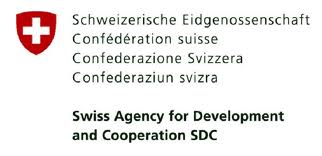 Schweizerische Eidgenossenschaft
Confédération suisse
Confederazione Svizzera
Confederaziun svizra
Swiss Agency for Development
and Cooperation SDC